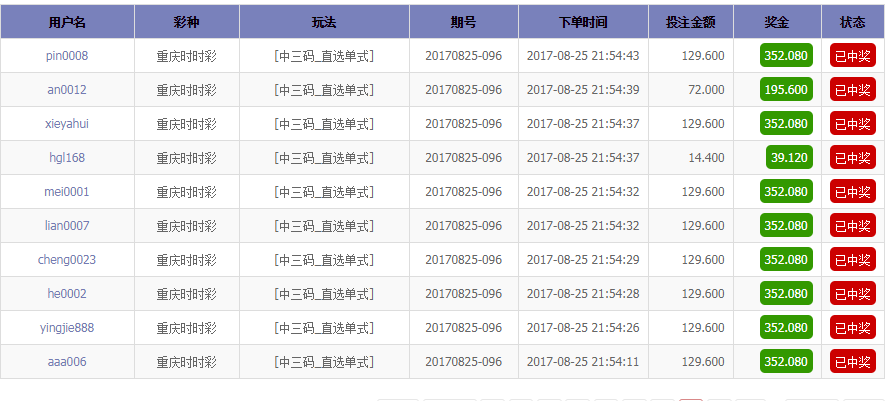 用户名 彩种 玩法 期号 下单时间 投注金额 奖金 状态
pin0008 重庆时时彩 [中三码_直选单式] 20170825-096 2017-08-25 21:54:43 129.600 352.080 已中奖
an0012 重庆时时彩 [中三码_直选单式] 20170825-096 2017-08-25 21:54:39 72.000 195.600 已中奖
xieyahui 重庆时时彩 [中三码_直选单式] 20170825-096 2017-08-25 21:54:37 129.600 352.080 已中奖
hgl168 重庆时时彩 [中三码_直选单式] 20170825-096 2017-08-25 21:54:37 14.400 39.120 已中奖
mei0001 重庆时时彩 [中三码_直选单式] 20170825-096 2017-08-25 21:54:32 129.600 352.080 已中奖
lian0007 重庆时时彩 [中三码_直选单式] 20170825-096 2017-08-25 21:54:32 129.600 352.080 已中奖
cheng0023 重庆时时彩 [中三码_直选单式] 20170825-096 2017-08-25 21:54:29 129.600 352.080 已中奖
he0002 重庆时时彩 [中三码_直选单式] 20170825-096 2017-08-25 21:54:28 129.600 352.080 已中奖
yingjie888 重庆时时彩 [中三码_直选单式] 20170825-096 2017-08-25 21:54:26 129.600 352.080 已中奖
aaa006 重庆时时彩 [中三码_直选单式] 20170825-096 2017-08-25 21:54:11 129.600 352.080 已中奖